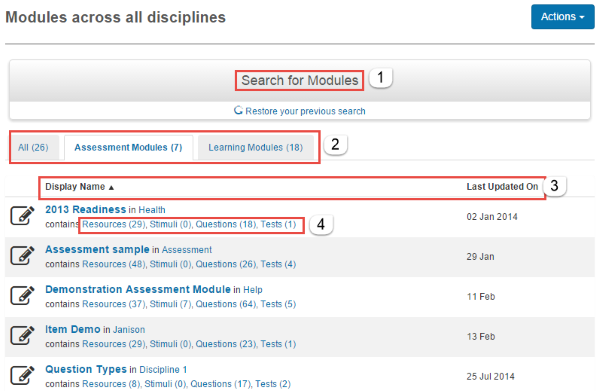 Modules across all disciplines
Actions
Search for Modules 1
Restore your previous search
All (26) Assessment Modules (7) Learning Modules (18) 2
Display Name ▲ Last Updated On 3
2013 Readiness in Health 02 Jan 2014
contains Resources (29), Stimuli (0), Questions (18), Tests (1) 4
Assessment sample in Assessment 29 Jan
contains Resources (48), Stimuli (0), Questions (26), Tests (4)
Demonstration Assessment Module in Help 11 Feb
contains Resources (37), Stimuli (7), Questions (64), Tests (5)
Item Demo in Janison 13 Feb
contains Resources (29), Stimuli (0), Questions (23), Tests (1)
Question Types in Discipline 1 25 Jul 2014
contains Resources (8), Stimuli (0), Questions (17), Tests (2)